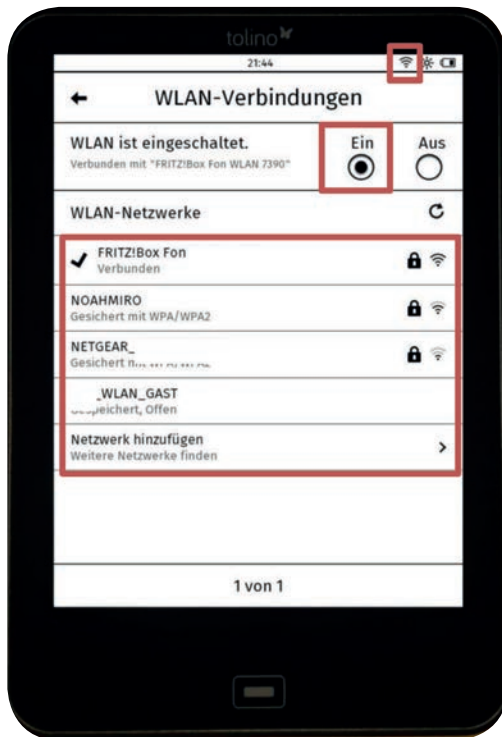 tolino
21:44
WLAN-Verbindungen
WLAN ist eingeschaltet.
Verbunden mit "FRITZ!Box Fon WLAN 7390"
Ein
Aus
WLAN-Netzwerke
FRITZ!Box Fon
Verbunden
NOAHMIRO
Gesichert mit WPA/WPA2
NETGEAR_
Gesichert
_WLAN_GAST
Offen
Netzwerk hinzufügen
Weitere Netzwerke finden
1 von 1